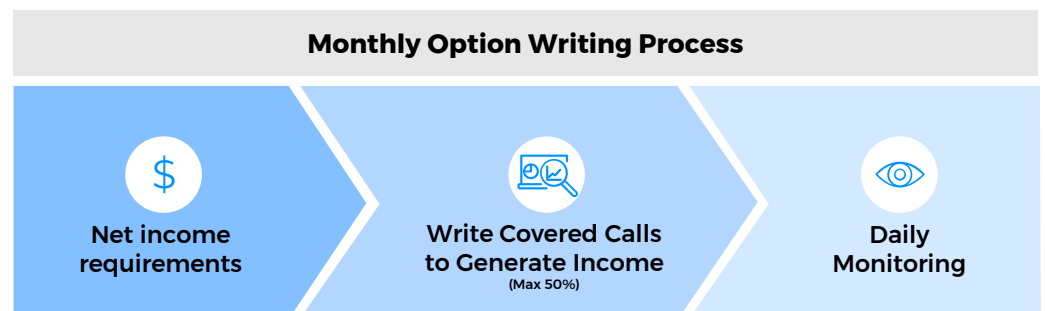 Monthly Option Writing Process
$
Net income
requirements
Write Covered Calls
to Generate Income
(Max 50%)
Daily
Monitoring